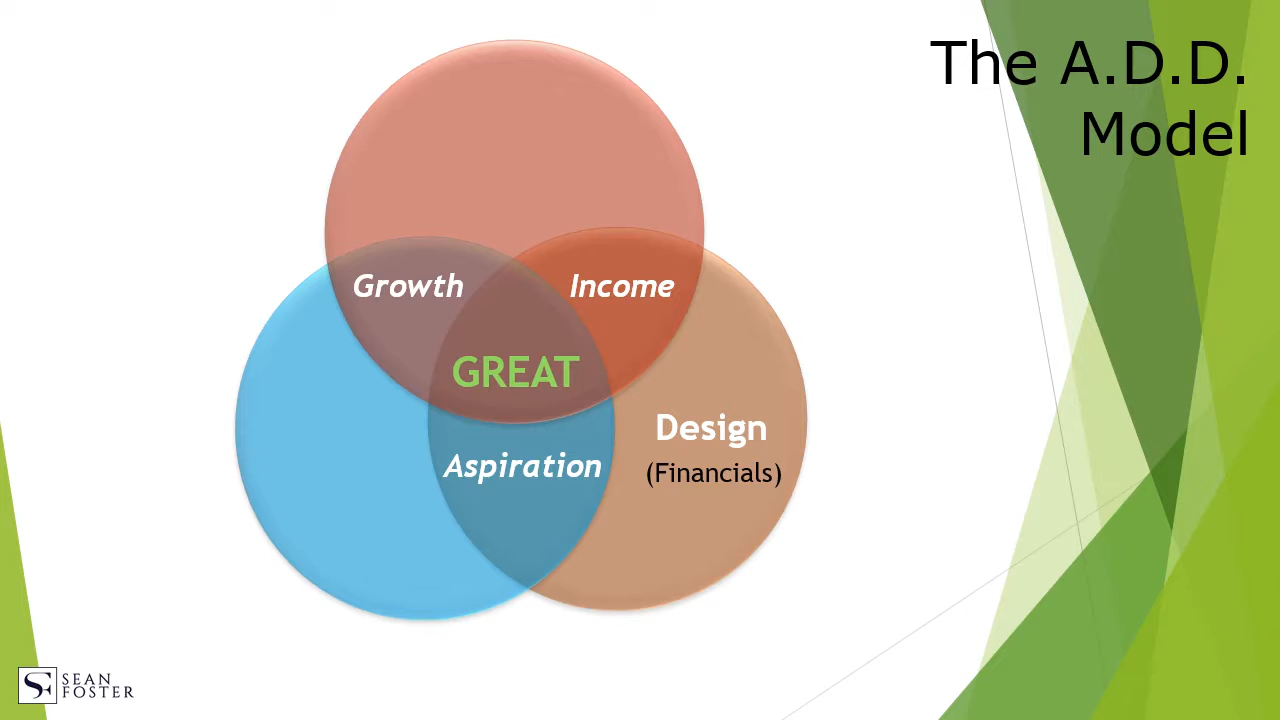 The A.D.D.
Model
Growth
Income
GREAT
Design
(Financials)
Aspiration
SEAN
FOSTER